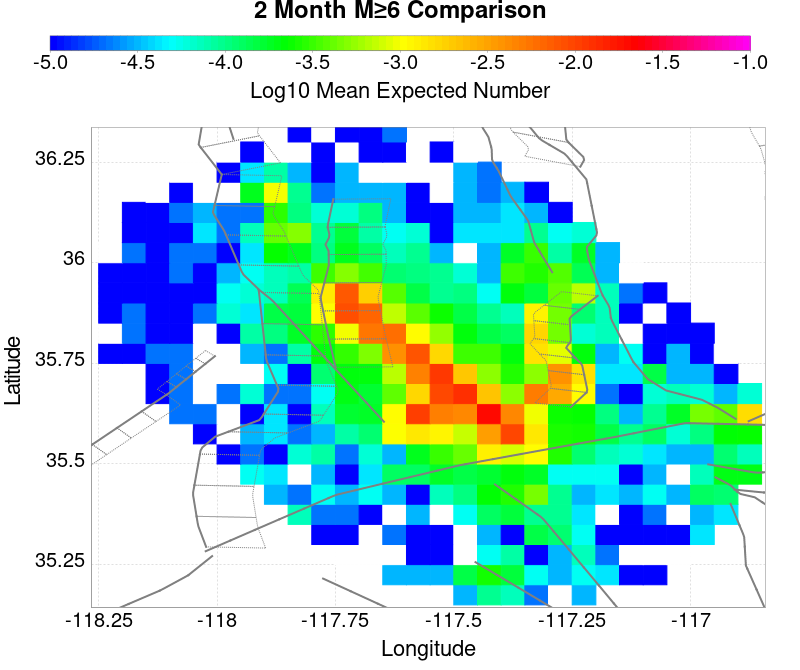 2 Month M≥6 Comparison
-5.0 -4.5 -4.0 -3.5 -3.0 -2.5 -2.0 -1.5 -1.0
Log10 Mean Expected Number
36.25
36
35.75
35.5
35.25
Latitude
-118.25 -118 -117.75 -117.5 -117.25 -117
Longitude